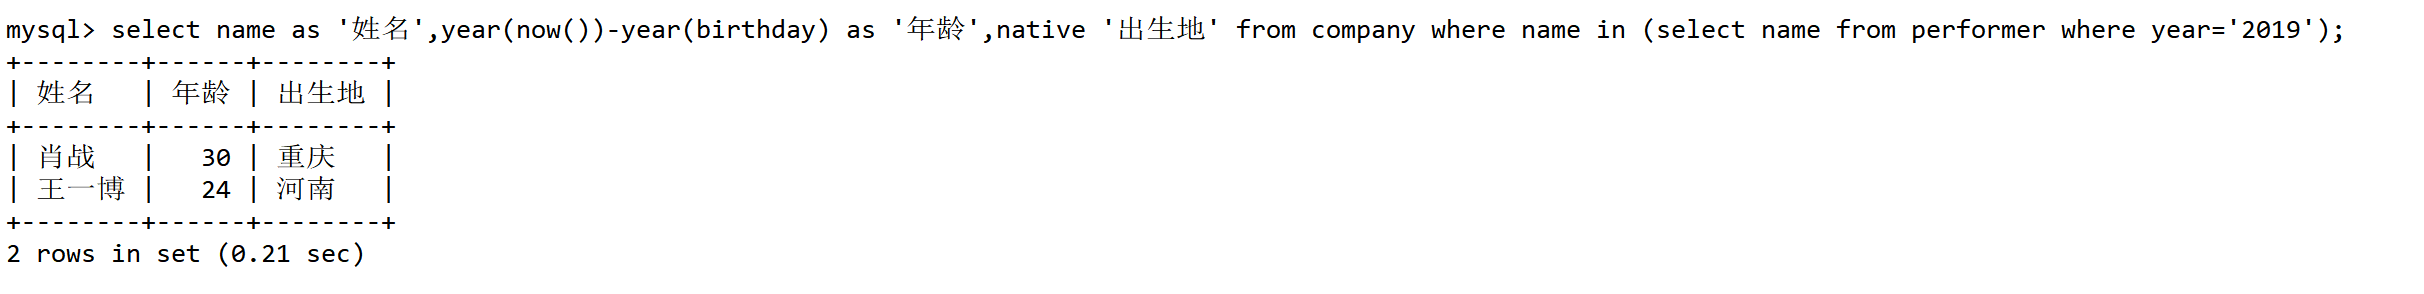 mysql> select name as '姓名',year(now())-year(birthday) as '年龄',native '出生地' from company where name in (select name from performer where year='2019');
+--------+------+--------+
| 姓名   | 年龄 | 出生地 |
+--------+------+--------+
| 肖战   |   30 | 重庆   |
| 王一博 |   24 | 河南   |
+--------+------+--------+
2 rows in set (0.21 sec)